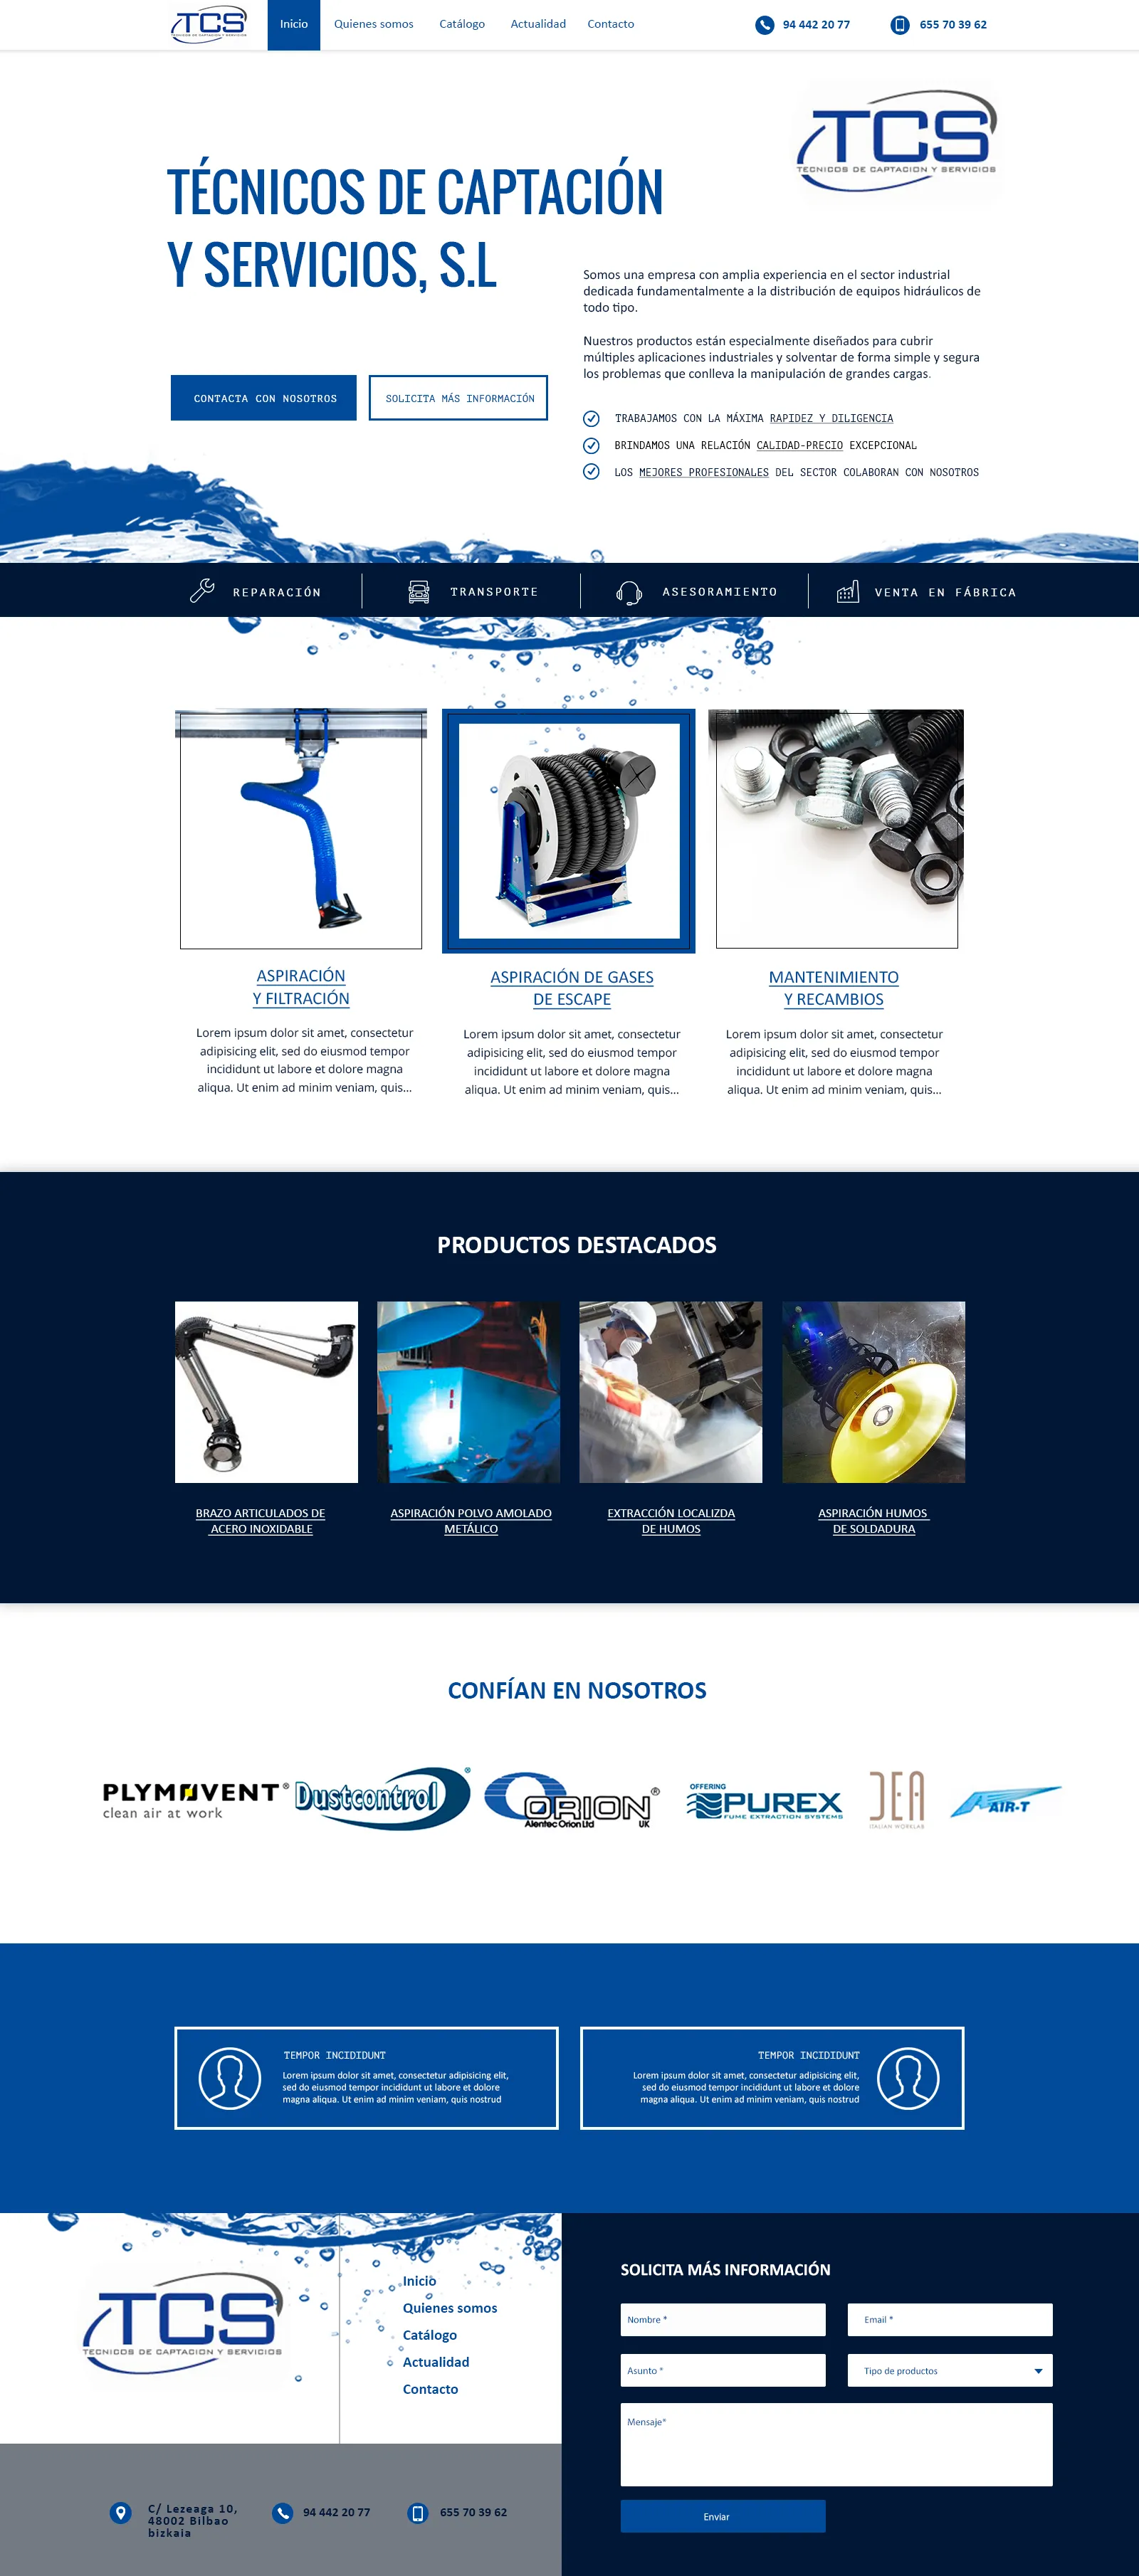 TCS
TECNICOS DE CAPTACION Y SERVICIOS
Inicio
Quienes somos
Catálogo
Actualidad
Contacto
94 442 20 77
655 70 39 62
TCS
TECNICOS DE CAPTACION Y SERVICIOS
TÉCNICOS DE CAPTACIÓN
Y SERVICIOS, S.L
Somos una empresa con amplia experiencia en el sector industrial
dedicada fundamentalmente a la distribución de equipos hidráulicos de
todo tipo.
Nuestros productos están especialmente diseñados para cubrir
múltiples aplicaciones industriales y solventar de forma simple y segura
los problemas que conlleva la manipulación de grandes cargas.
CONTACTA CON NOSOTROS
SOLICITA MÁS INFORMACIÓN
TRABAJAMOS CON LA MÁXIMA RAPIDEZ Y DILIGENCIA
BRINDAMOS UNA RELACIÓN CALIDAD-PRECIO EXCEPCIONAL
LOS MEJORES PROFESIONALES DEL SECTOR COLABORAN CON NOSOTROS
REPARACIÓN
TRANSPORTE
ASESORAMIENTO
VENTA EN FÁBRICA
ASPIRACIÓN
Y FILTRACIÓN
Lorem ipsum dolor sit amet, consectetur
adipisicing elit, sed do eiusmod tempor
incididunt ut labore et dolore magna
aliqua. Ut enim ad minim veniam, quis...
ASPIRACIÓN DE GASES
DE ESCAPE
Lorem ipsum dolor sit amet, consectetur
adipisicing elit, sed do eiusmod tempor
incididunt ut labore et dolore magna
aliqua. Ut enim ad minim veniam, quis...
MANTENIMIENTO
Y RECAMBIOS
Lorem ipsum dolor sit amet, consectetur
adipisicing elit, sed do eiusmod tempor
incididunt ut labore et dolore magna
aliqua. Ut enim ad minim veniam, quis...
PRODUCTOS DESTACADOS
BRAZO ARTICULADOS DE
ACERO INOXIDABLE
ASPIRACIÓN POLVO AMOLADO
METÁLICO
EXTRACCIÓN LOCALIZDA
DE HUMOS
ASPIRACIÓN HUMOS
DE SOLDADURA
CONFÍAN EN NOSOTROS
PLYMOVENT®
clean air at work
Dustcontrol®
ORION®
Alentec Orion Ltd UK
OFFERING
PUREX
FUME EXTRACTION SYSTEMS
DEA
ITALIAN WORKLAB
AIR-T
TEMPOR INCIDIDUNT
Lorem ipsum dolor sit amet, consectetur adipisicing elit,
sed do eiusmod tempor incididunt ut labore et dolore
magna aliqua. Ut enim ad minim veniam, quis nostrud
TEMPOR INCIDIDUNT
Lorem ipsum dolor sit amet, consectetur adipisicing elit,
sed do eiusmod tempor incididunt ut labore et dolore
magna aliqua. Ut enim ad minim veniam, quis nostrud
TCS
TECNICOS DE CAPTACION Y SERVICIOS
Inicio
Quienes somos
Catálogo
Actualidad
Contacto
C/ Lezeaga 10,
48002 Bilbao
bizkaia
94 442 20 77
655 70 39 62
SOLICITA MÁS INFORMACIÓN
Nombre *
Email *
Asunto *
Tipo de productos
Mensaje*
Enviar